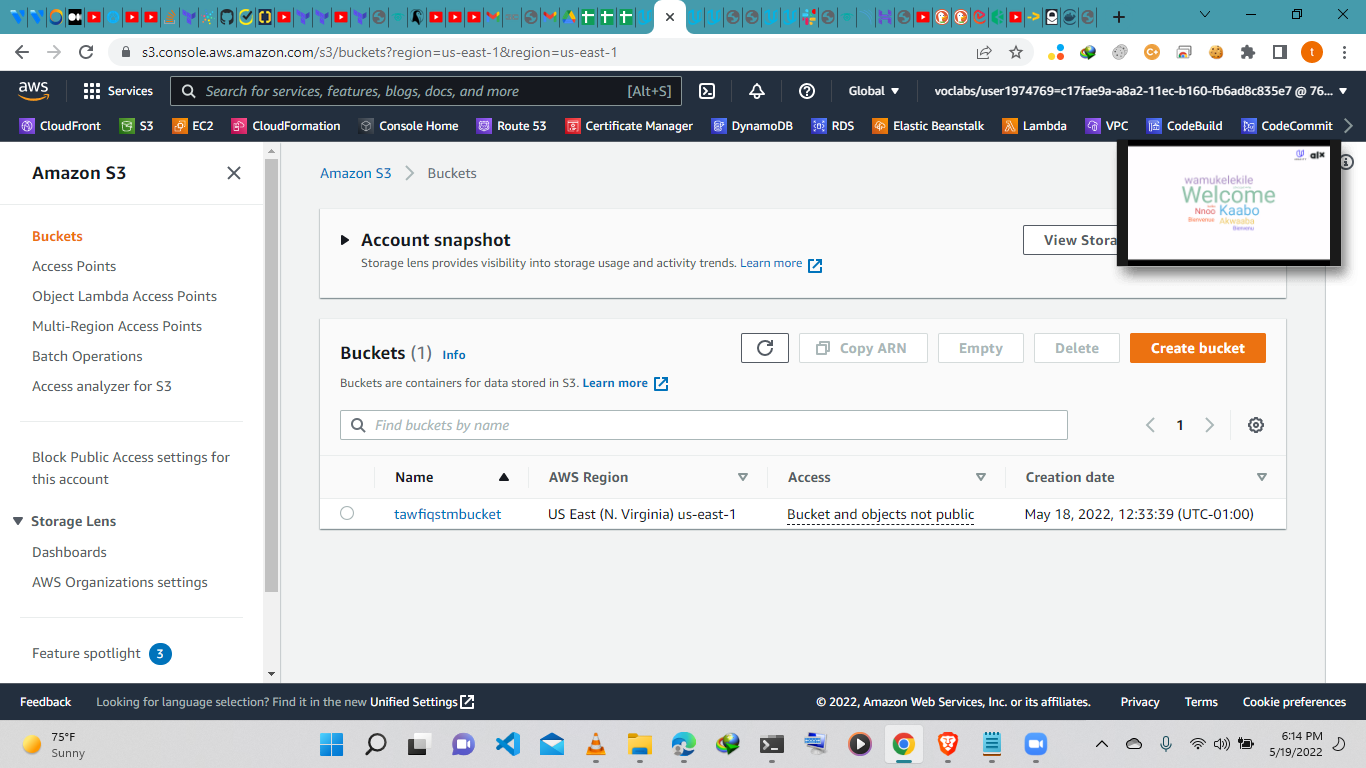 s3.console.aws.amazon.com/s3/buckets?region=us-east-1&region=us-east-1
t
aws
Services
Search for services, features, blogs, docs, and more
[Alt+S]
Global
voclabs/user1974769=c17fae9a-a8a2-11ec-b160-fb6ad8c835e7 @ 76...
CloudFront
S3
EC2
CloudFormation
Console Home
Route 53
Certificate Manager
DynamoDB
RDS
Elastic Beanstalk
Lambda
VPC
CodeBuild
CodeCommit
Amazon S3
Buckets
Access Points
Object Lambda Access Points
Multi-Region Access Points
Batch Operations
Access analyzer for S3
Block Public Access settings for
this account
Storage Lens
Dashboards
AWS Organizations settings
Feature spotlight 3
Amazon S3 > Buckets
Account snapshot
Storage lens provides visibility into storage usage and activity trends. Learn more
View Stora
alx
wamukelekile
Welcome
Nnoo Kaabo
Bienvenue Akwaaba
Bienvenu
Buckets (1) Info
Copy ARN
Empty
Delete
Create bucket
Buckets are containers for data stored in S3. Learn more
Find buckets by name
1
Name
AWS Region
Access
Creation date
tawfiqstmbucket
US East (N. Virginia) us-east-1
Bucket and objects not public
May 18, 2022, 12:33:39 (UTC-01:00)
Feedback
Looking for language selection? Find it in the new Unified Settings
© 2022, Amazon Web Services, Inc. or its affiliates.
Privacy
Terms
Cookie preferences
75°F
Sunny
6:14 PM
5/19/2022